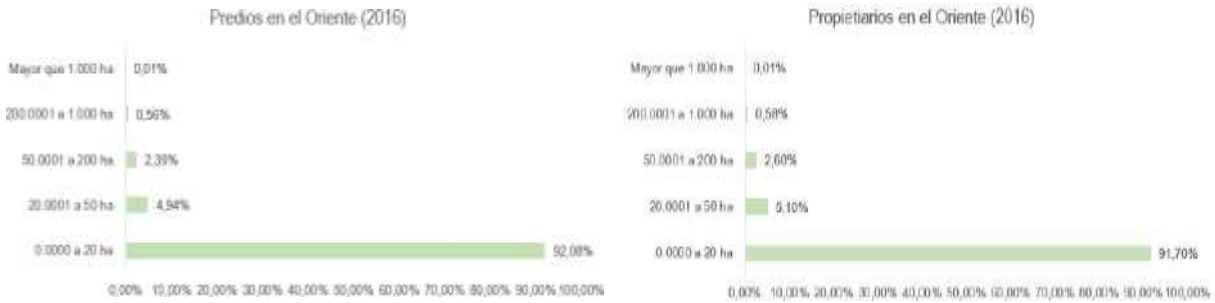 Predios en el Oriente (2016)
Mayor que 1.000 ha 0,01%
200.0001 a 1.000 ha 0,56%
50.0001 a 200 ha 2,39%
20.0001 a 50 ha 4,94%
0.0000 a 20 ha 92,08%
0,00% 10,00% 20,00% 30,00% 40,00% 50,00% 60,00% 70,00% 80,00% 90,00% 100,00%
Propietarios en el Oriente (2016)
Mayor que 1.000 ha 0,01%
200.0001 a 1.000 ha 0,58%
50.0001 a 200 ha 2,60%
20.0001 a 50 ha 5,10%
0.0000 a 20 ha 91,70%
0,00% 10,00% 20,00% 30,00% 40,00% 50,00% 60,00% 70,00% 80,00% 90,00% 100,00%